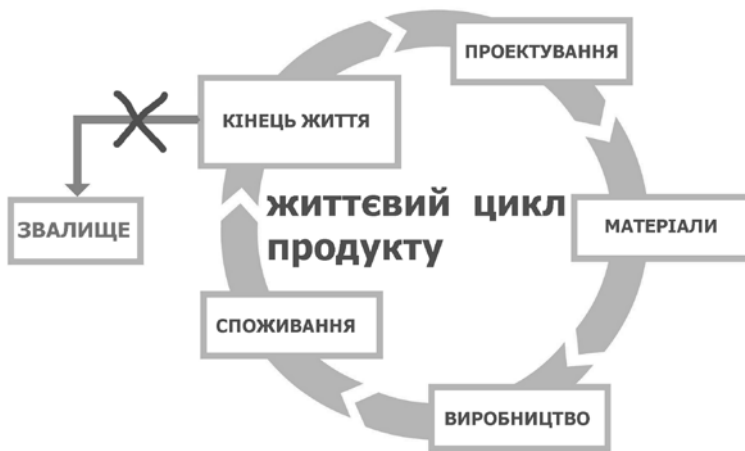 ПРОЕКТУВАННЯ
КІНЕЦЬ ЖИТТЯ
ЗВАЛИЩЕ
життєвий цикл
продукту
МАТЕРІАЛИ
СПОЖИВАННЯ
ВИРОБНИЦТВО